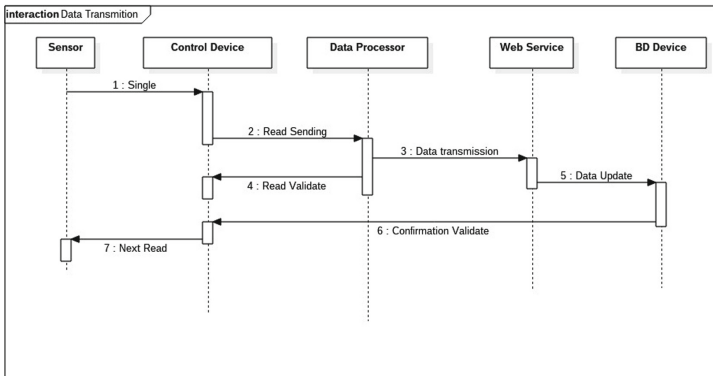 interaction Data Transmition
Sensor
Control Device
Data Processor
Web Service
BD Device
1 : Single
2 : Read Sending
3 : Data transmission
4 : Read Validate
5 : Data Update
6 : Confirmation Validate
7 : Next Read